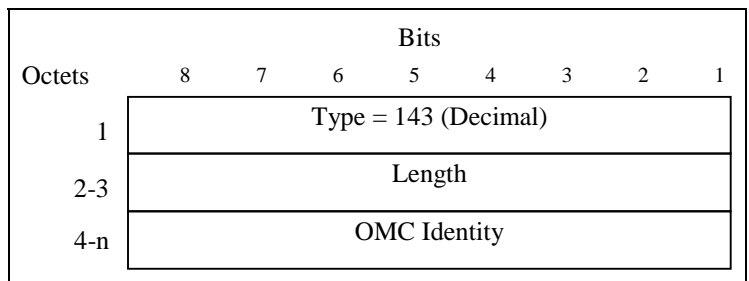 Bits
Octets 8 7 6 5 4 3 2 1
1 Type = 143 (Decimal)
2-3 Length
4-n OMC Identity